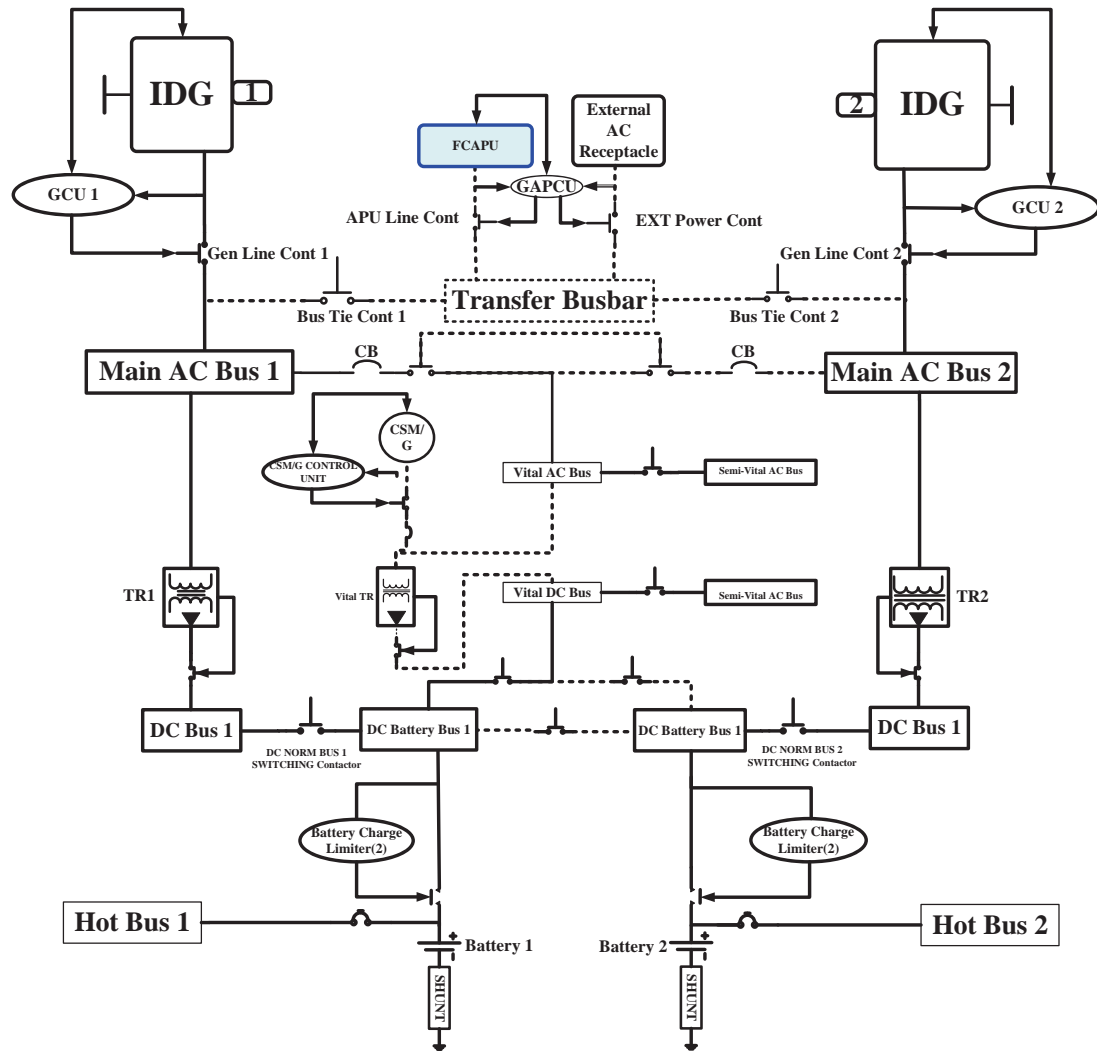 IDG
1
2
IDG
External
AC
Receptacle
FCAPU
GAPCU
GCU 1
GCU 2
APU Line Cont
EXT Power Cont
Gen Line Cont 1
Gen Line Cont 2
Transfer Busbar
Bus Tie Cont 1
Bus Tie Cont 2
CB
CB
Main AC Bus 1
Main AC Bus 2
CSM/
G
CSM/G CONTROL
UNIT
Vital AC Bus
Semi-Vital AC Bus
TR1
Vital TR
Vital DC Bus
Semi-Vital AC Bus
TR2
DC Bus 1
DC Battery Bus 1
DC Battery Bus 1
DC Bus 1
DC NORM BUS 1
SWITCHING Contactor
DC NORM BUS 2
SWITCHING Contactor
Battery Charge
Limiter(2)
Battery Charge
Limiter(2)
Hot Bus 1
Hot Bus 2
+
Battery 1
Battery 2
+
SHUNT
SHUNT